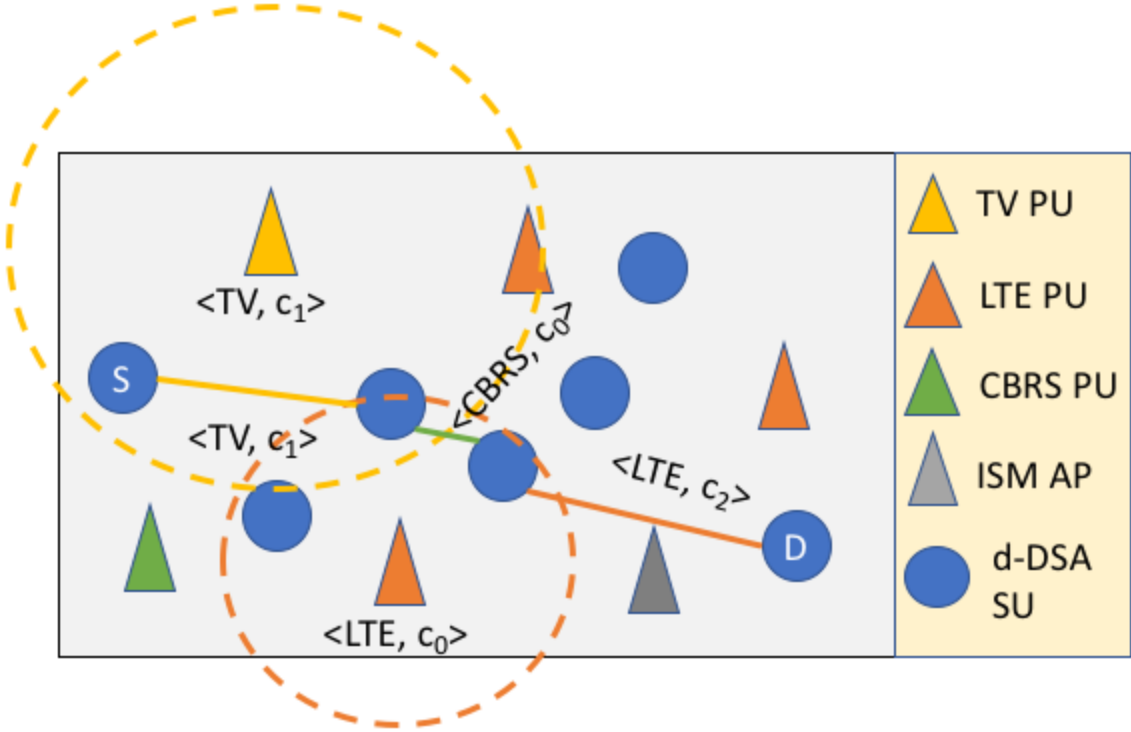 <TV, c₁>
<CBRS, c₀>
S
<TV, c₁>
<LTE, c₂>
D
<LTE, c₀>
TV PU
LTE PU
CBRS PU
ISM AP
d-DSA
SU